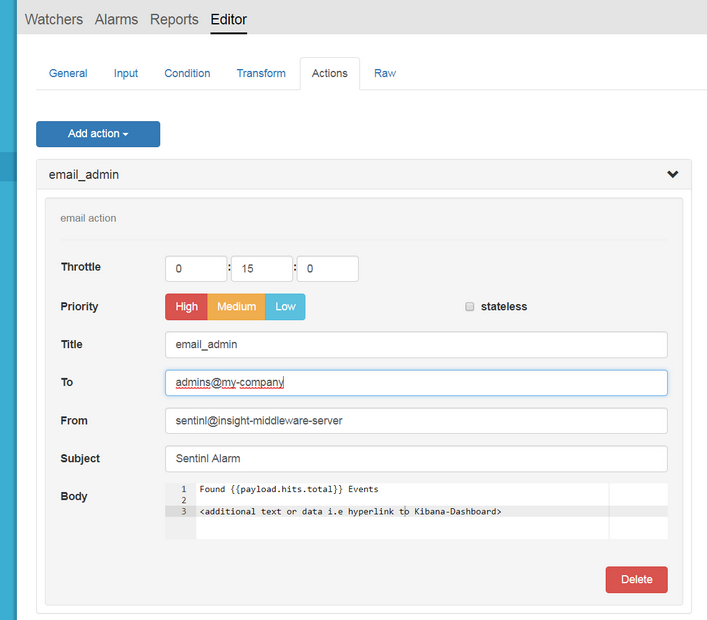 Watchers Alarms Reports Editor
General Input Condition Transform Actions Raw
Add action
email_admin
email action
Throttle 0 : 15 : 0
Priority High Medium Low stateless
Title email_admin
To admins@my-company
From sentinl@insight-middleware-server
Subject Sentinl Alarm
Body 1 Found {{payload.hits.total}} Events
2
3 <additional text or data i.e hyperlink to Kibana-Dashboard>
Delete